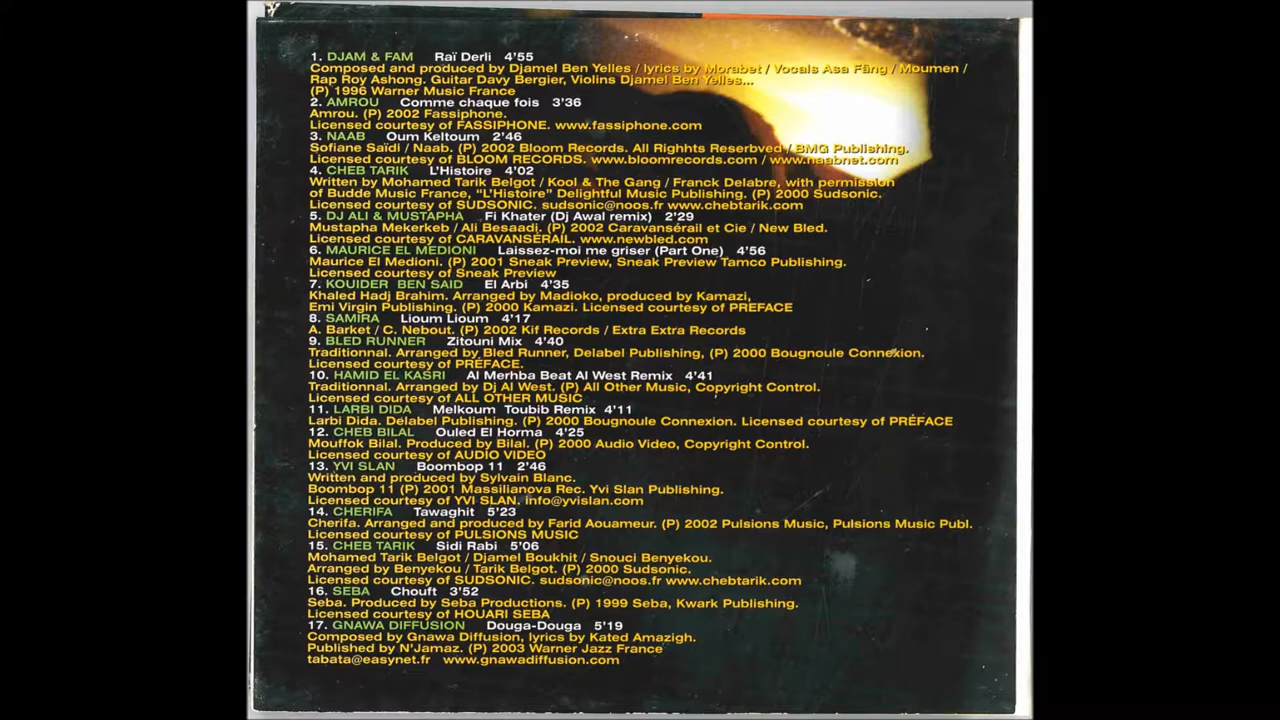 1. DJAM & FAM Raï Derli 4'55
Composed and produced by Djamel Ben Yelles / lyrics by Morabet / Vocals Asa Fäng / Moumen /
Rap Roy Ashong. Guitar Davy Bergier, Violins Djamel Ben Yelles...
(P) 1996 Warner Music France
2. AMROU Comme chaque fois 3'36
Amrou. (P) 2002 Fassiphone.
Licensed courtesy of FASSIPHONE. www.fassiphone.com
3. NAAB Oum Keltoum 2'46
Sofiane Saïdi / Naab. (P) 2002 Bloom Records. All Righhts Reserbved / BMG Publishing.
Licensed courtesy of BLOOM RECORDS. www.bloomrecords.com / www.naabnet.com
4. CHEB TARIK L'Histoire 4'02
Written by Mohamed Tarik Belgot / Kool & The Gang / Franck Delabre, with permission
of Budde Music France, "L'Histoire" Delightful Music Publishing. (P) 2000 Sudsonic.
Licensed courtesy of SUDSONIC. sudsonic@noos.fr www.chebtarik.com
5. DJ ALI & MUSTAPHA Fi Khater (Dj Awal remix) 2'29
Mustapha Mekerkeb / Ali Besaadi. (P) 2002 Caravansérail et Cie / New Bled.
Licensed courtesy of CARAVANSÉRAIL. www.newbled.com
6. MAURICE EL MEDIONI Laissez-moi me griser (Part One) 4'56
Maurice El Medioni. (P) 2001 Sneak Preview, Sneak Preview Tamco Publishing.
Licensed courtesy of Sneak Preview
7. KOUIDER BEN SAID El Arbi 4'35
Khaled Hadj Brahim. Arranged by Madioko, produced by Kamazi,
Emi Virgin Publishing. (P) 2000 Kamazi. Licensed courtesy of PREFACE
8. SAMIRA Lioum Lioum 4'17
A. Barket / C. Nebout. (P) 2002 Kif Records / Extra Extra Records
9. BLED RUNNER Zitouni Mix 4'40
Traditionnal. Arranged by Bled Runner, Delabel Publishing, (P) 2000 Bougnoule Connexion.
Licensed courtesy of PRÉFACE.
10. HAMID EL KASRI Al Merhba Beat Al West Remix 4'41
Traditionnal. Arranged by Dj Al West. (P) All Other Music, Copyright Control.
Licensed courtesy of ALL OTHER MUSIC
11. LARBI DIDA Melkoum Toubib Remix 4'11
Larbi Dida. Delabel Publishing. (P) 2000 Bougnoule Connexion. Licensed courtesy of PRÉFACE
12. CHEB BILAL Ouled El Horma 4'25
Mouffok Bilal. Produced by Bilal. (P) 2000 Audio Video, Copyright Control.
Licensed courtesy of AUDIO VIDEO
13. YVI SLAN Boombop 11 2'46
Written and produced by Sylvain Blanc.
Boombop 11 (P) 2001 Massilianova Rec. Yvi Slan Publishing.
Licensed courtesy of YVI SLAN. info@yvislan.com
14. CHERIFA Tawaghit 5'23
Cherifa. Arranged and produced by Farid Aouameur. (P) 2002 Pulsions Music, Pulsions Music Publ.
Licensed courtesy of PULSIONS MUSIC
15. CHEB TARIK Sidi Rabi 5'06
Mohamed Tarik Belgot / Djamel Boukhit / Snouci Benyekou.
Arranged by Benyekou / Tarik Belgot. (P) 2000 Sudsonic.
Licensed courtesy of SUDSONIC. sudsonic@noos.fr www.chebtarik.com
16. SEBA Chouft 3'52
Seba. Produced by Seba Productions. (P) 1999 Seba, Kwark Publishing.
Licensed courtesy of HOUARI SEBA
17. GNAWA DIFFUSION Douga-Douga 5'19
Composed by Gnawa Diffusion, lyrics by Kated Amazigh.
Published by N'Jamaz. (P) 2003 Warner Jazz France
tabata@easynet.fr www.gnawadiffusion.com